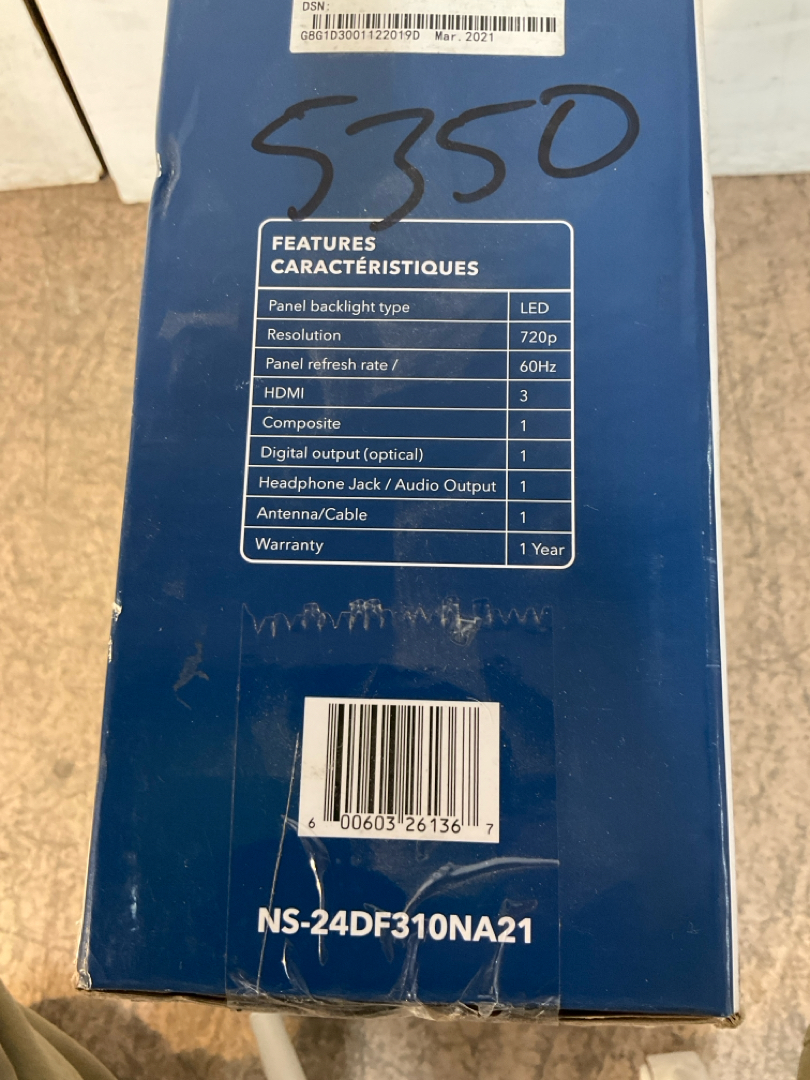 DSN:
G8G1D3001122019D Mar.2021
5350
FEATURES
CARACTÉRISTIQUES
Panel backlight type LED
Resolution 720p
Panel refresh rate / 60Hz
HDMI 3
Composite 1
Digital output (optical) 1
Headphone Jack / Audio Output 1
Antenna/Cable 1
Warranty 1 Year
6 00603 26136 7
NS-24DF310NA21